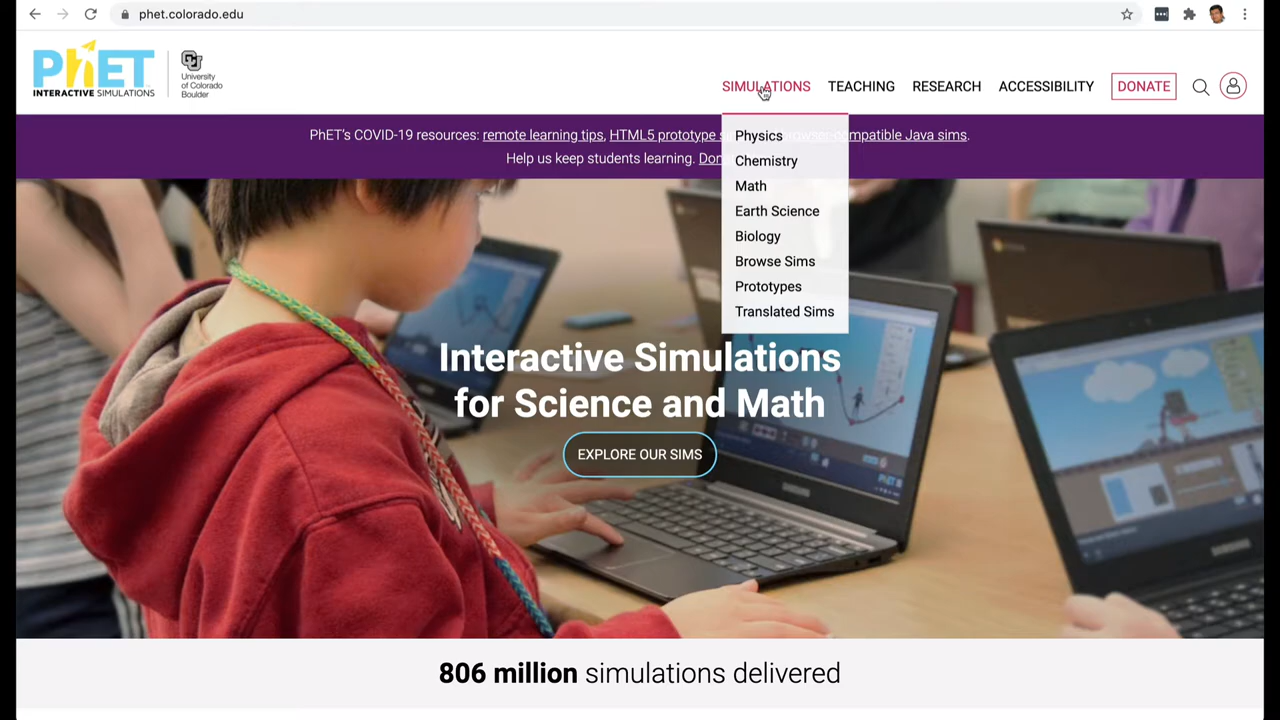 phet.colorado.edu
PhET
INTERACTIVE SIMULATIONS
University
of Colorado
Boulder
SIMULATIONS TEACHING RESEARCH ACCESSIBILITY DONATE
PhET's COVID-19 resources: remote learning tips, HTML5 prototype compatible Java sims.
Help us keep students learning.
Physics
Chemistry
Math
Earth Science
Biology
Browse Sims
Prototypes
Translated Sims
Interactive Simulations
for Science and Math
EXPLORE OUR SIMS
806 million simulations delivered